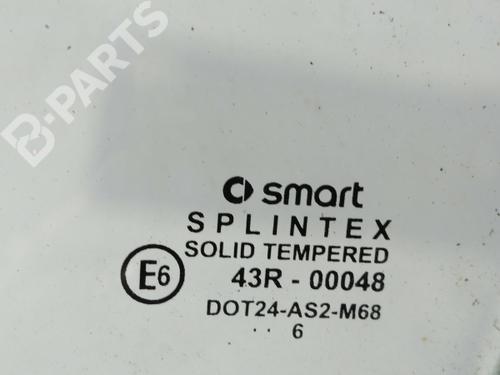 B-PARTS
smart
SPLINTEX
SOLID TEMPERED
E6
43R - 00048
DOT24-AS2-M68
.. 6